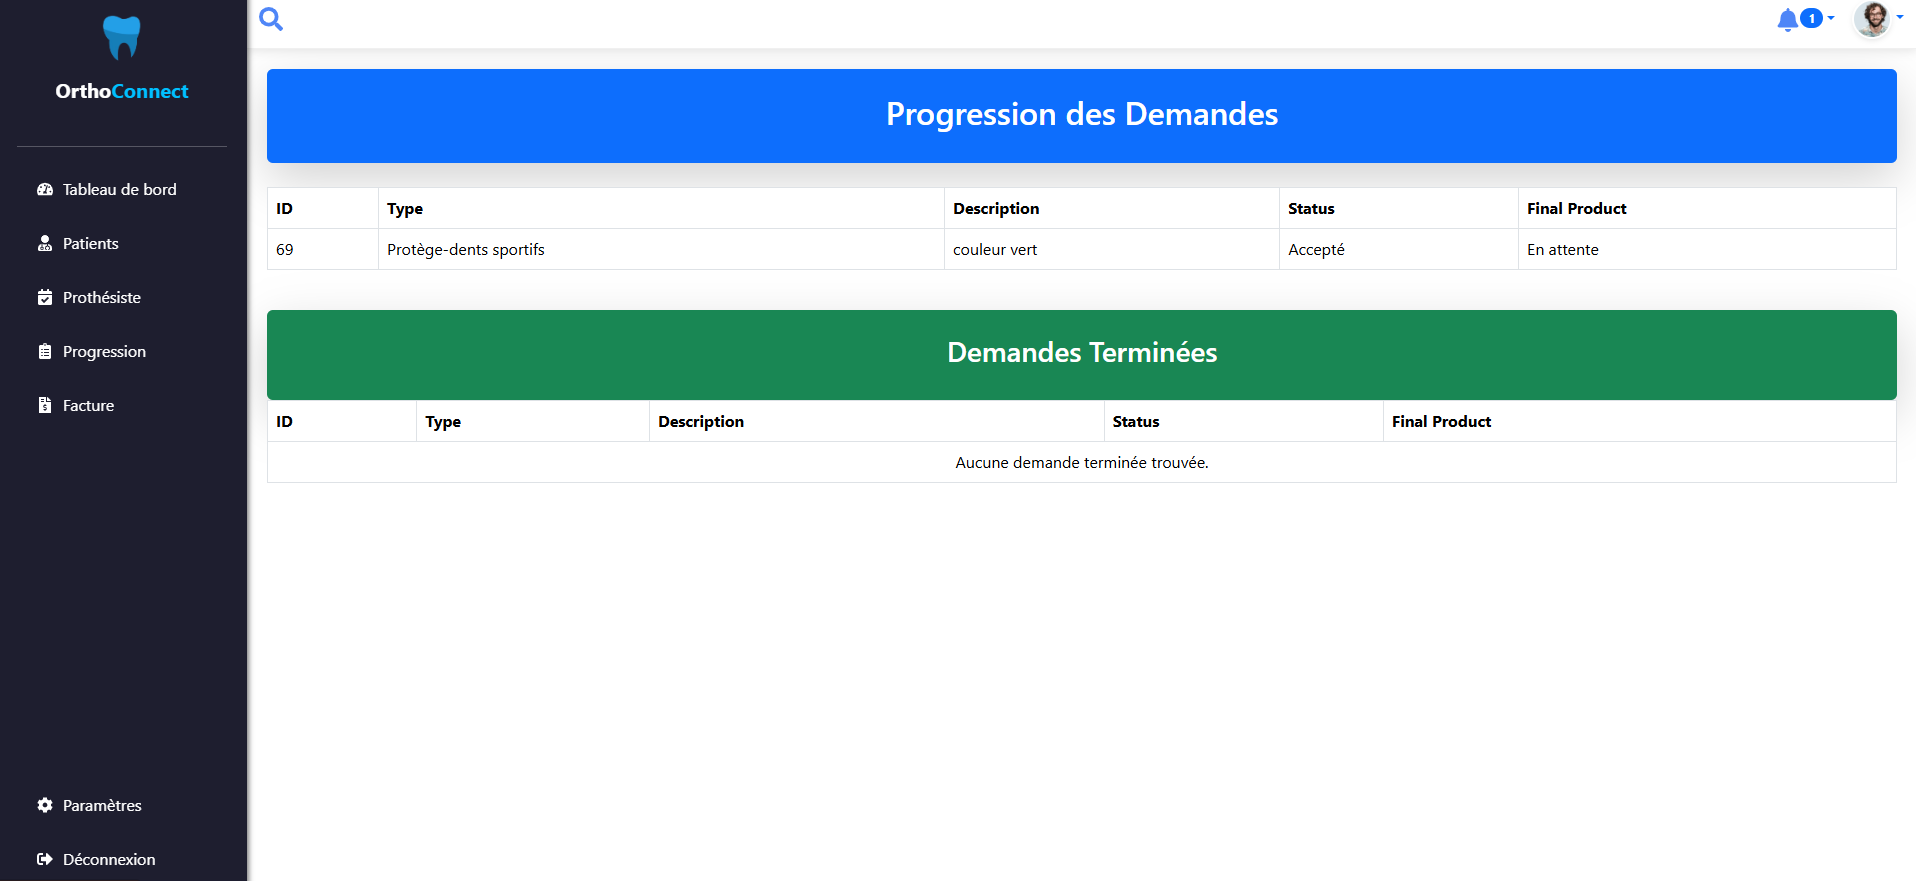 OrthoConnect
Tableau de bord
Patients
Prothésiste
Progression
Facture
Paramètres
Déconnexion
1
Progression des Demandes
ID Type Description Status Final Product
69 Protège-dents sportifs couleur vert Accepté En attente
Demandes Terminées
ID Type Description Status Final Product
Aucune demande terminée trouvée.